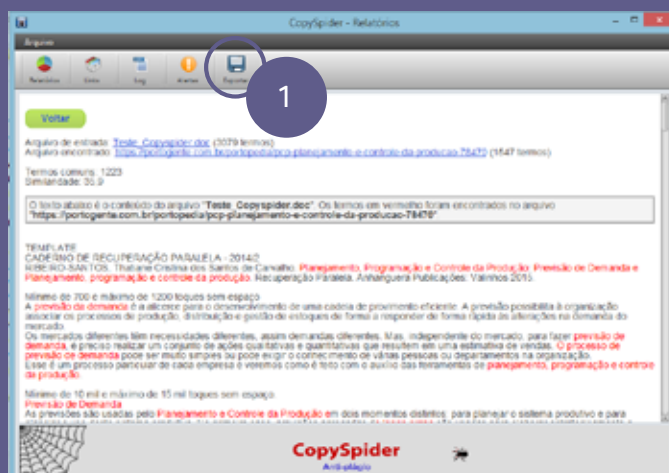 CopySpider - Relatórios
Arquivo
Relatórios
Log
Alertas
Exportar
1
Voltar
Arquivo de entrada: Teste_Copyspider.doc (3079 termos)
Arquivo encontrado: https://portogente.com.br/portopedia/pcp-planejamento-e-controle-da-producao-78470 (1647 termos)
Termos comuns: 1223
Similaridade: 35,9
O texto abaixo é o conteúdo do arquivo "Teste_Copyspider.doc". Os termos em vermelho foram encontrados no arquivo
"https://portogente.com.br/portopedia/pcp-planejamento-e-controle-da-producao-78470"
TEMPLATE
CADERNO DE RECUPERAÇÃO PARALELA - 2014/2
RIBEIRO-SANTOS, Thatiane Cristina dos Santos de Carvalho. Planejamento, Programação e Controle da Produção: Previsão de Demanda e
Planejamento, programação e controle da produção. Recuperação Paralela. Anhanguera Publicações: Valinhos 2015.
Mínimo de 700 e máximo de 1200 toques sem espaço
A previsão da demanda é a alicerce para o desenvolvimento de uma cadeia de provimento eficiente. A previsão possibilita à organização
associar os processos de produção, distribuição e gestão de estoques de forma a responder de forma rápida às alterações na demanda do
mercado.
Os mercados diferentes têm necessidades diferentes, assim demandas diferentes. Mas, independente do mercado, para fazer previsão de
demanda, é preciso realizar um conjunto de ações qualitativas e quantitativas que resultem em uma estimativa de vendas. O processo de
previsão de demanda pode ser muito simples ou pode exigir o conhecimento de várias pessoas ou departamentos na organização.
Esse é um processo particular de cada empresa e veremos como é feito com o auxílio das ferramentas de planejamento, programação e controle
da produção.
Mínimo de 10 mil e máximo de 15 mil toques sem espaço.
Previsão de Demanda
As previsões são usadas pelo Planejamento e Controle da Produção em dois momentos distintos: para planejar o sistema produtivo e para
CopySpider
Anti-plágio